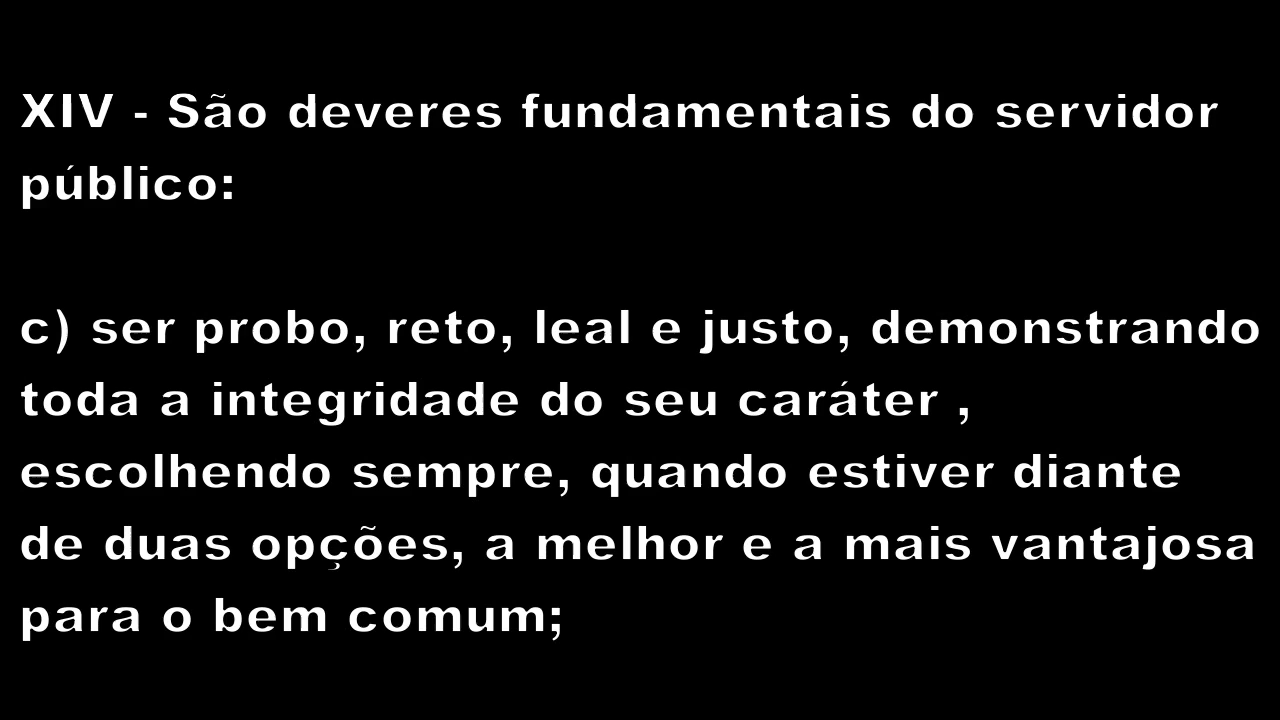 XIV - São deveres fundamentais do servidor
público:
c) ser probo, reto, leal e justo, demonstrando
toda a integridade do seu caráter ,
escolhendo sempre, quando estiver diante
de duas opções, a melhor e a mais vantajosa
para o bem comum;